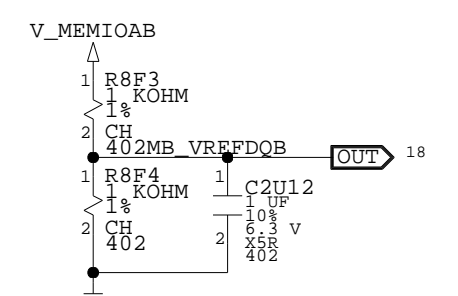 V_MEMIOAB
1
R8F3
1 KOHM
1%
2
CH
402
MB_VREFDQB
OUT
18
1
R8F4
1 KOHM
1%
2
CH
402
1
C2U12
1 UF
10%
6.3 V
2
X5R
402